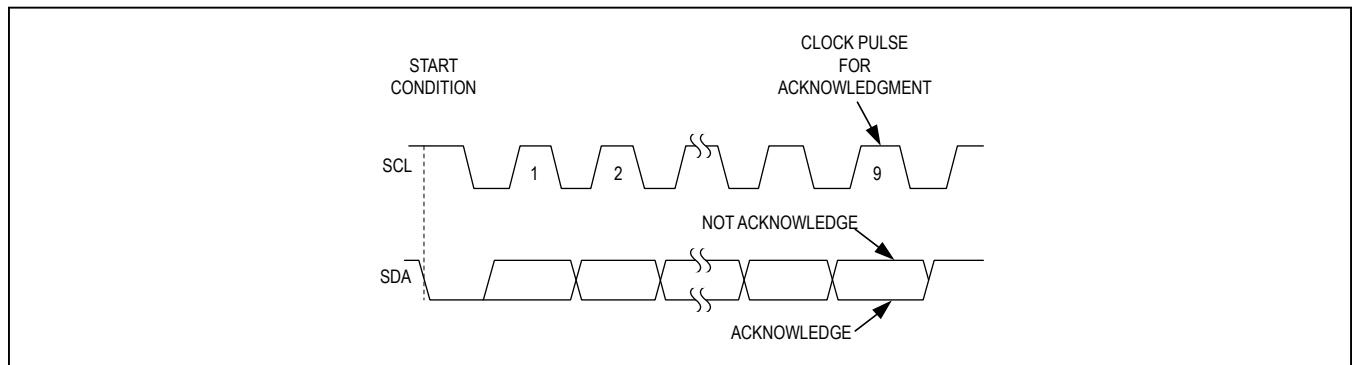 START
CONDITION
CLOCK PULSE
FOR
ACKNOWLEDGMENT
SCL
1
2
9
NOT ACKNOWLEDGE
SDA
ACKNOWLEDGE